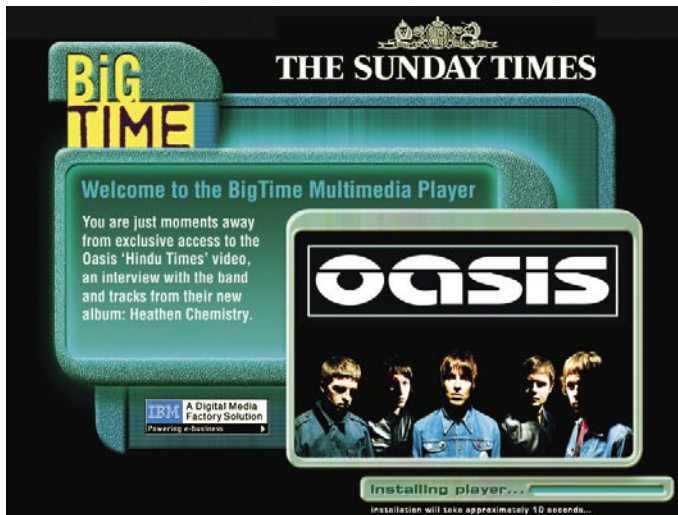 BiG
TIME
THE SUNDAY TIMES
Welcome to the BigTime Multimedia Player
You are just moments away
from exclusive access to the
Oasis ‘Hindu Times’ video,
an interview with the band
and tracks from their new
album: Heathen Chemistry.
oasis
IBM
A Digital Media
Factory Solution
Powering e-business
Installing player...
installation will take approximately 10 seconds...